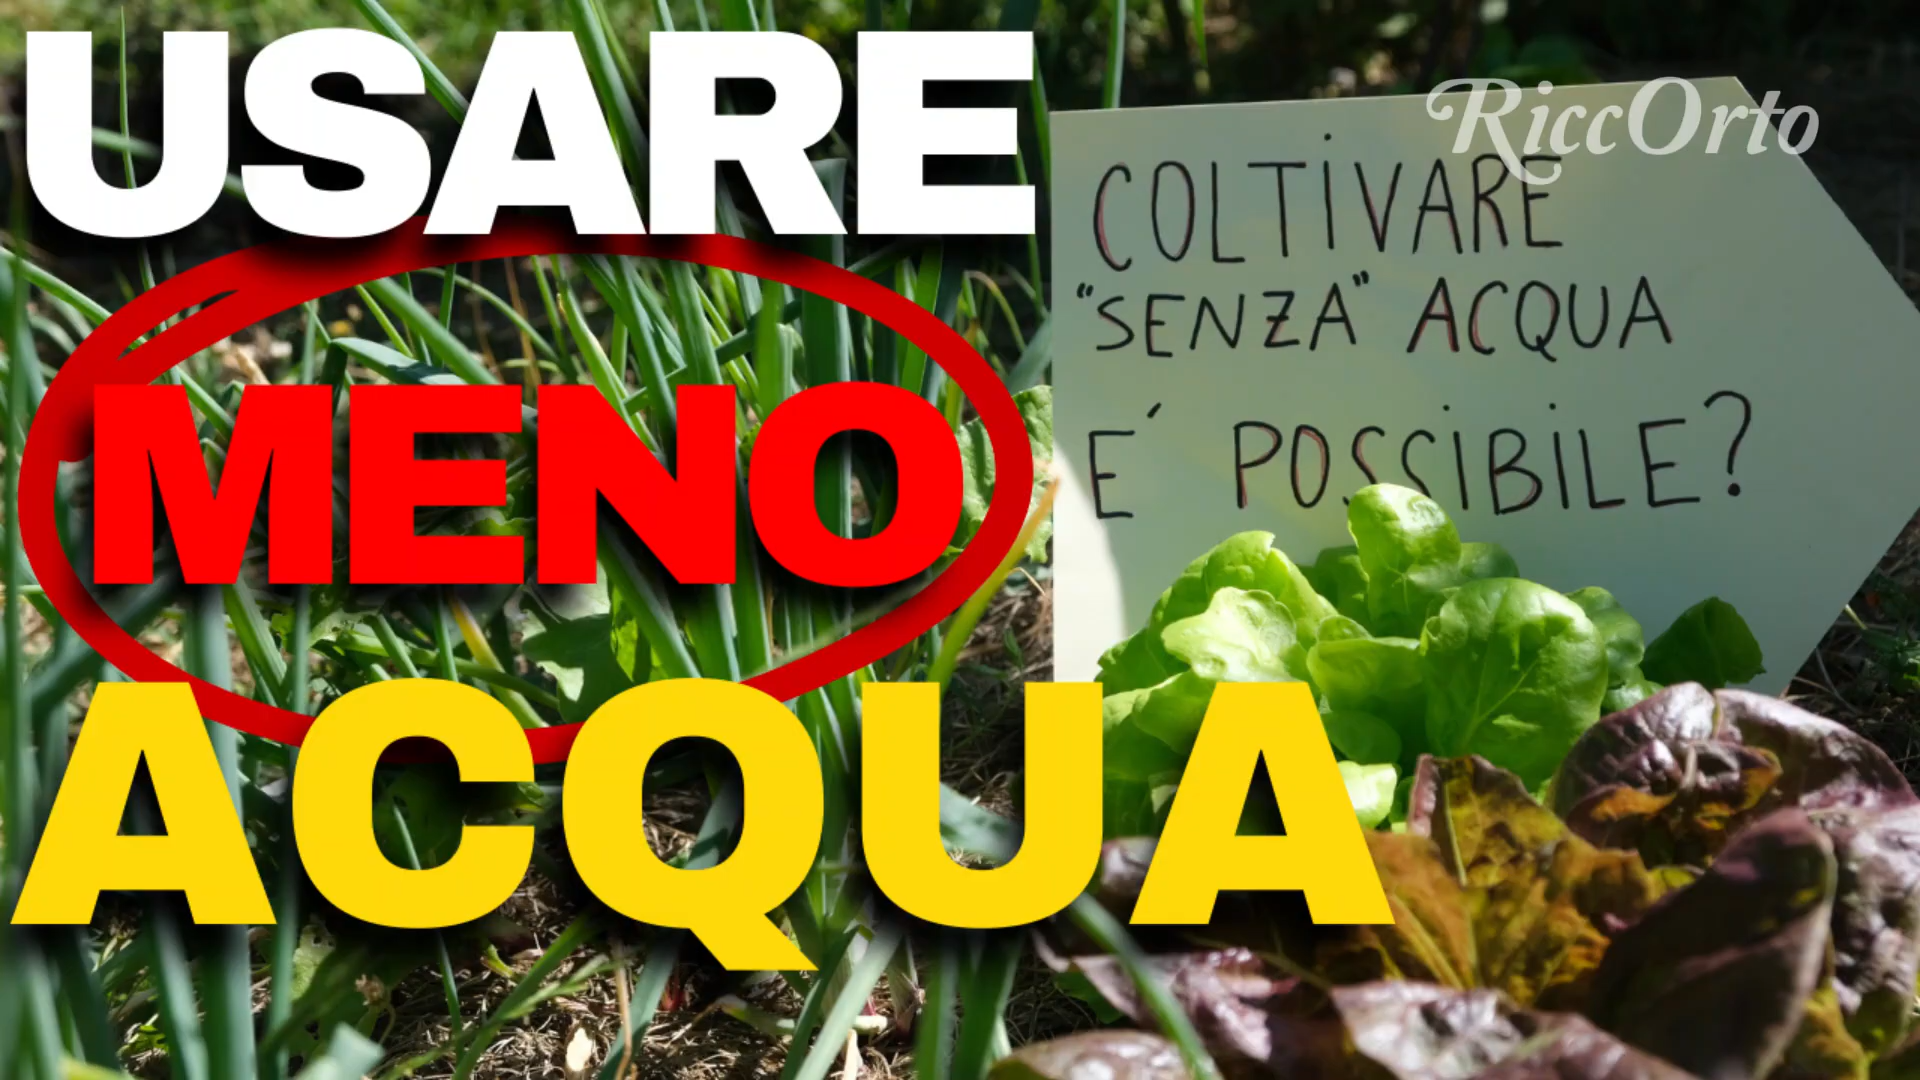 USARE
MENO
ACQUA
RiccOrto
COLTIVARE
"SENZA" ACQUA
E´ POSSIBILE?